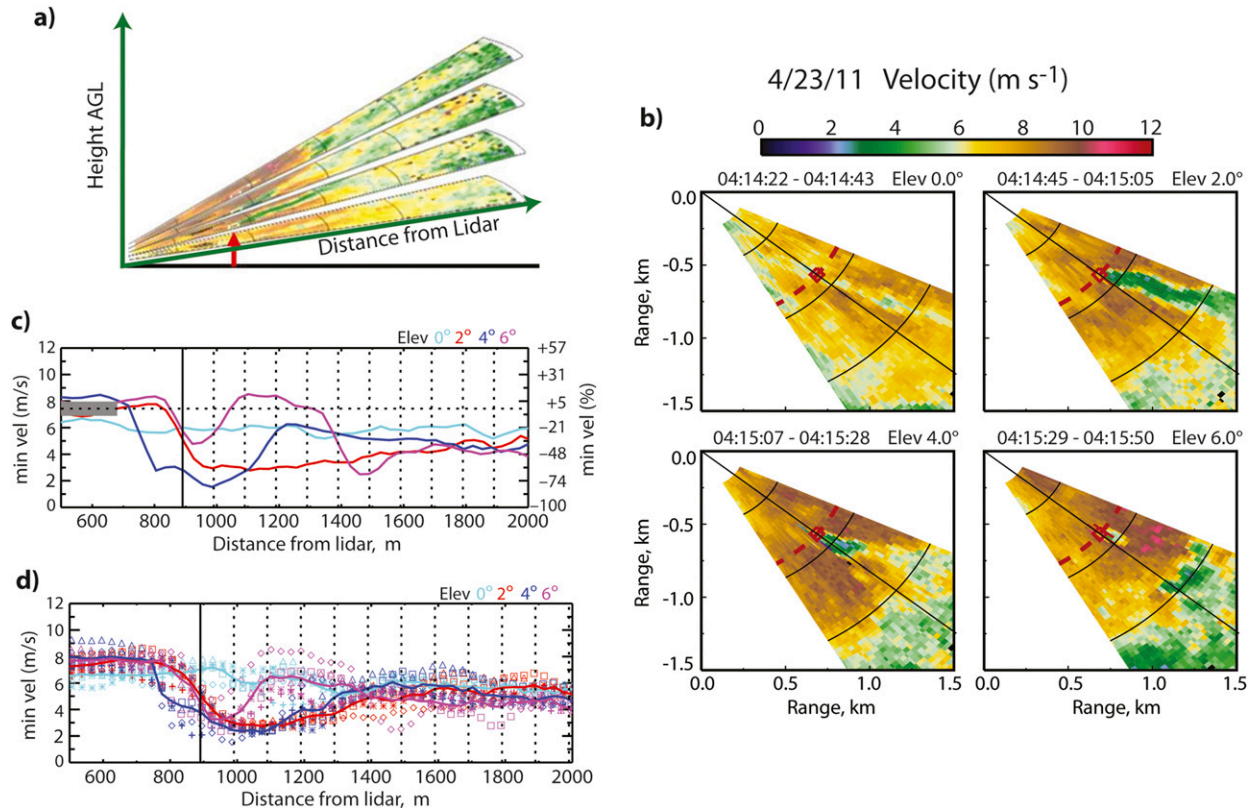 a)
Height AGL
Distance from Lidar
4/23/11 Velocity (m s-1)
b)
0 2 4 6 8 10 12
04:14:22 - 04:14:43 Elev 0.0°
04:14:45 - 04:15:05 Elev 2.0°
0.0
-0.5
-1.0
-1.5
Range, km
04:15:07 - 04:15:28 Elev 4.0°
04:15:29 - 04:15:50 Elev 6.0°
0.0
-0.5
-1.0
-1.5
Range, km
0.0 0.5 1.0 1.5
0.0 0.5 1.0 1.5
Range, km
Range, km
c)
Elev 0° 2° 4° 6°
12
10
8
6
4
2
0
min vel (m/s)
+57
+31
+5
−21
−48
−74
−100
min vel (%)
600 800 1000 1200 1400 1600 1800 2000
Distance from lidar, m
d)
Elev 0° 2° 4° 6°
12
10
8
6
4
2
0
min vel (m/s)
600 800 1000 1200 1400 1600 1800 2000
Distance from lidar, m